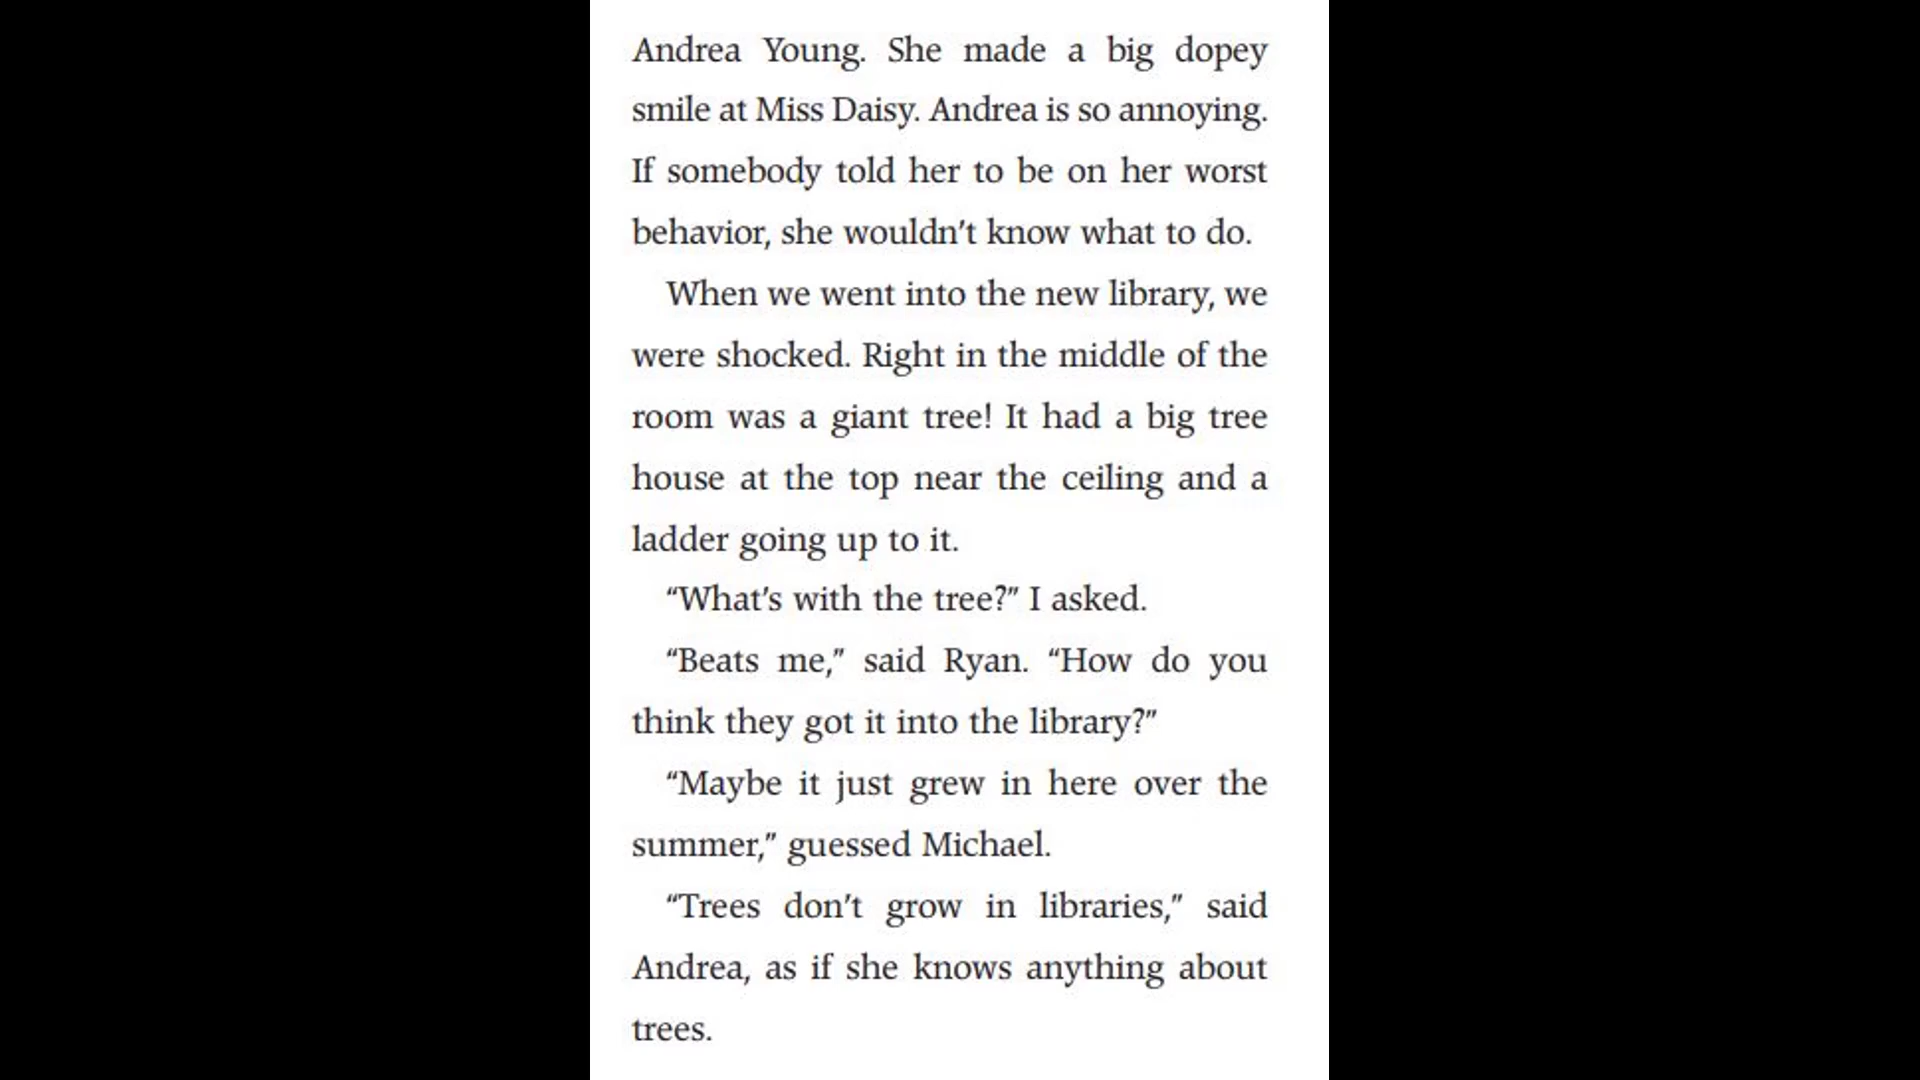 Andrea Young. She made a big dopey
smile at Miss Daisy. Andrea is so annoying.
If somebody told her to be on her worst
behavior, she wouldn’t know what to do.
When we went into the new library, we
were shocked. Right in the middle of the
room was a giant tree! It had a big tree
house at the top near the ceiling and a
ladder going up to it.
“What’s with the tree?” I asked.
“Beats me,” said Ryan. “How do you
think they got it into the library?”
“Maybe it just grew in here over the
summer,” guessed Michael.
“Trees don’t grow in libraries,” said
Andrea, as if she knows anything about
trees.